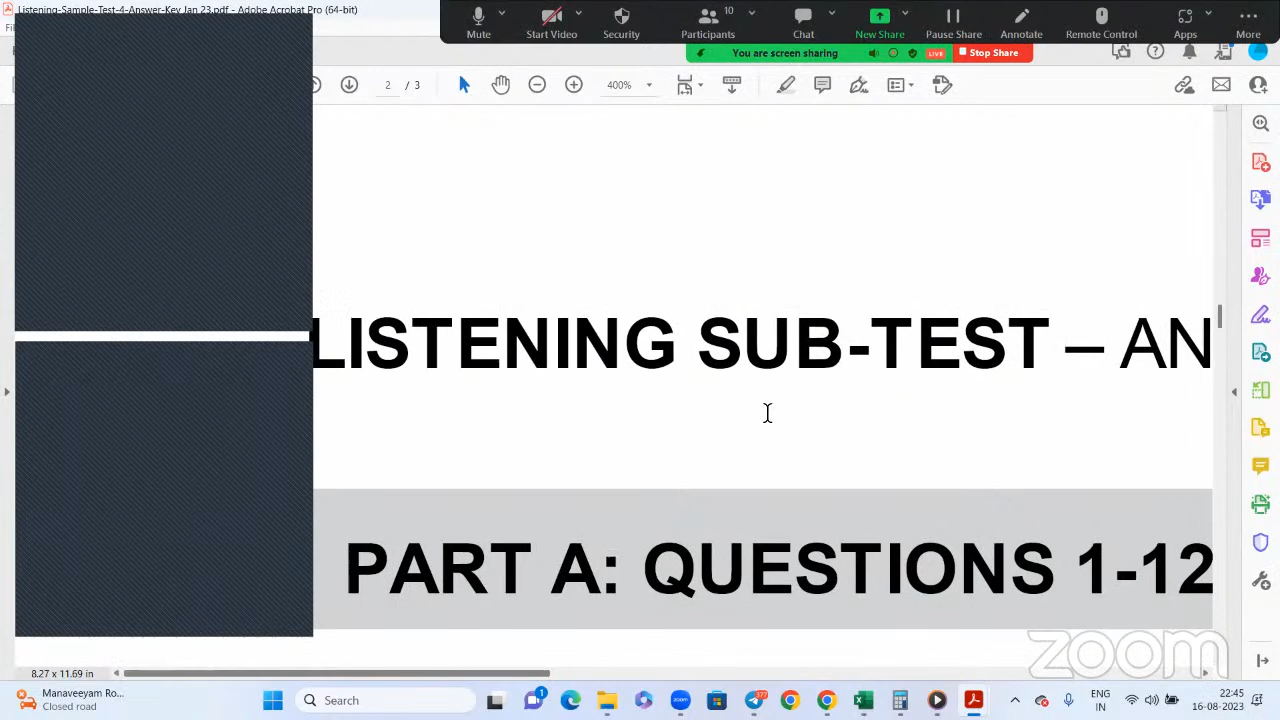 Listening-Sample-Test-4-Answer-Key Jan 23.pdf - Adobe Acrobat Pro (64-bit)
Mute
Start Video
Security
Participants
10
Chat
New Share
Pause Share
Annotate
Remote Control
Apps
More
You are screen sharing
LIVE
Stop Share
2 / 3
400%
LISTENING SUB-TEST – AN
PART A: QUESTIONS 1-12
zoom
8.27 x 11.69 in
Manaveeyam Ro...
Closed road
Search
1
377
ENG
IN
22:45
16-08-2023